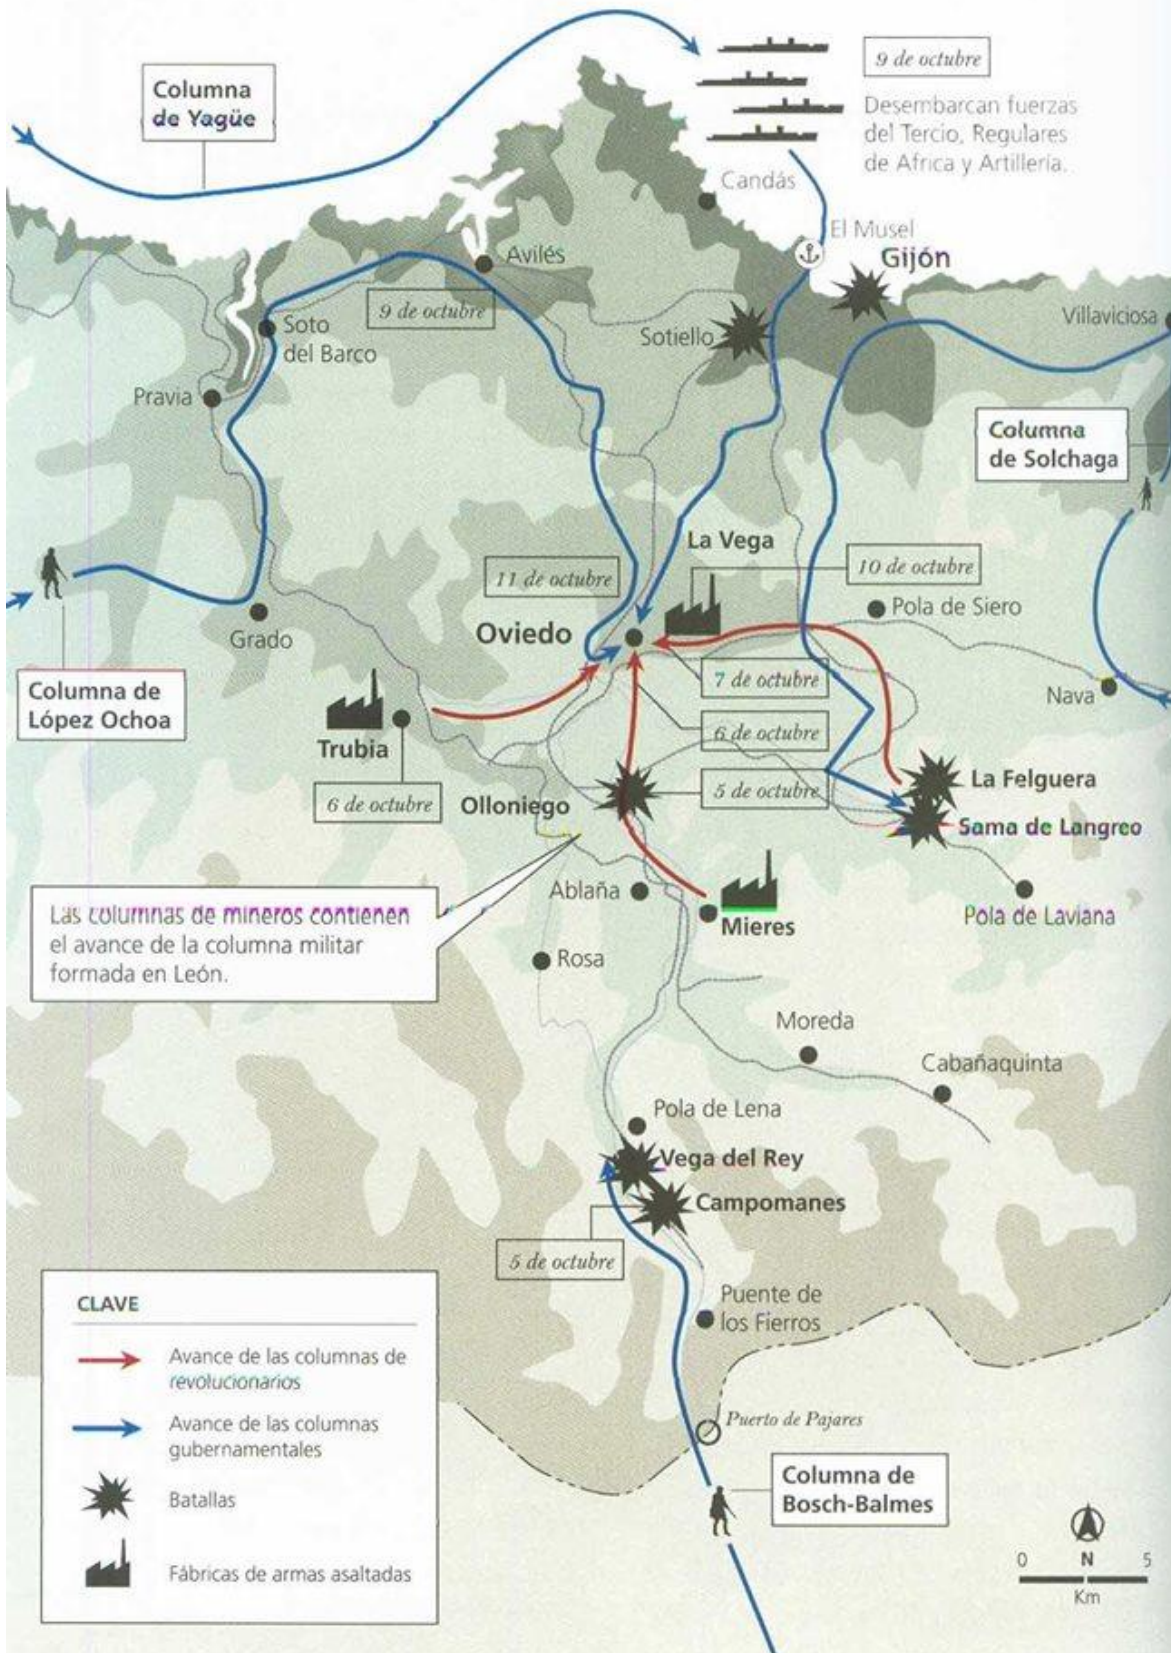 Columna
de Yagüe
9 de octubre
Desembarcan fuerzas
del Tercio, Regulares
de Africa y Artillería.
Candás
El Musel
Gijón
Avilés
9 de octubre
Soto
del Barco
Sotiello
Villaviciosa
Pravia
Columna
de Solchaga
La Vega
11 de octubre
10 de octubre
Pola de Siero
Oviedo
Grado
Columna de
López Ochoa
7 de octubre
Nava
Trubia
6 de octubre
6 de octubre
Olloniego
5 de octubre
La Felguera
Sama de Langreo
Ablaña
Mieres
Pola de Laviana
Las columnas de mineros contienen
el avance de la columna militar
formada en León.
Rosa
Moreda
Cabañaquinta
Pola de Lena
Vega del Rey
Campomanes
5 de octubre
Puente de
los Fierros
Puerto de Pajares
Columna de
Bosch-Balmes
CLAVE
Avance de las columnas de
revolucionarios
Avance de las columnas
gubernamentales
Batallas
Fábricas de armas asaltadas
0 N 5
Km